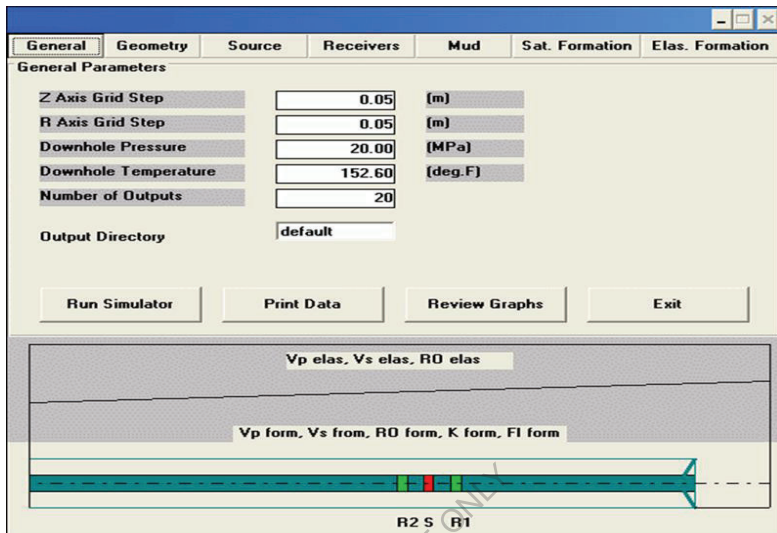 General Geometry Source Receivers Mud Sat. Formation Elas. Formation
General Parameters
Z Axis Grid Step 0.05 (m)
R Axis Grid Step 0.05 (m)
Downhole Pressure 20.00 (MPa)
Downhole Temperature 152.60 (deg.F)
Number of Outputs 20
Output Directory default
Run Simulator Print Data Review Graphs Exit
Vp elas, Vs elas, RO elas
Vp form, Vs from, RO form, K form, FI form
R2 S R1
ONLY